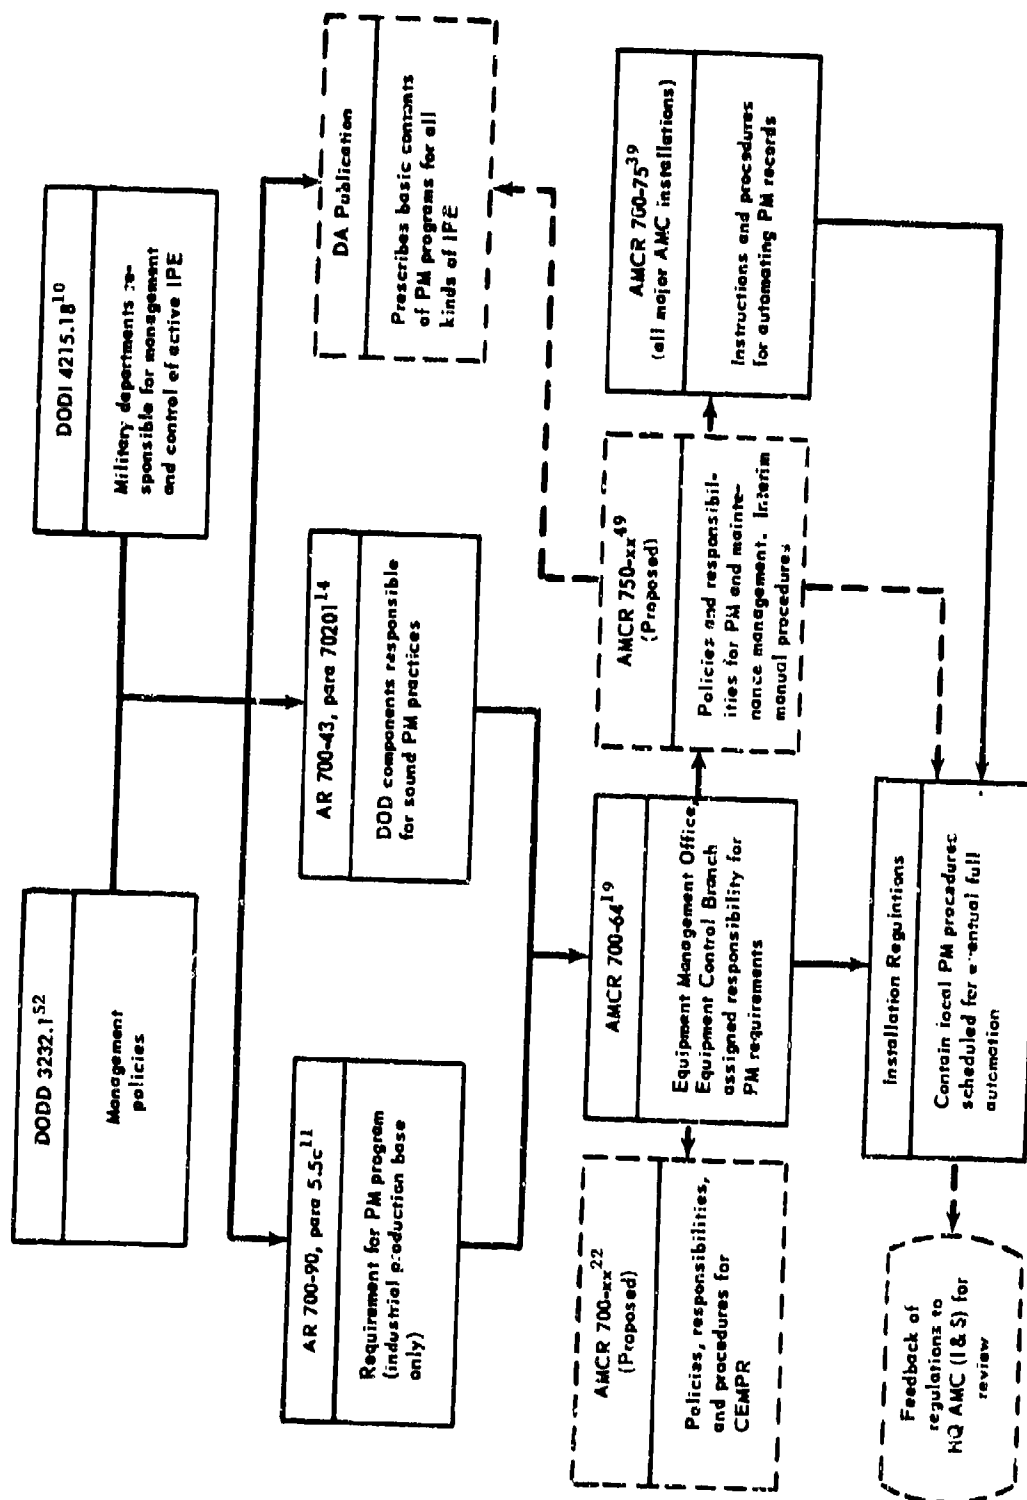 DODD 3232.1⁵²
Management
policies
DODI 4215.18¹⁰
Military departments re-
sponsible for management
and control of active IPE
AR 700-90, para 5.5c¹¹
Requirement for PM program
(industrial production base
only)
AR 700-43, para 70201¹⁴
DOD components responsible
for sound PM practices
DA Publication
Prescribes basic contents
of PM programs for all
kinds of IPE
AMCR 700-xx²²
(Proposed)
Policies, responsibilities,
and procedures for
CEMPR
AMCR 700-64¹⁹
Equipment Management Office,
Equipment Control Branch
assigned responsibility for
PM requirements
AMCR 750-xx⁴⁹
(Proposed)
Policies and responsibil-
ities for PM and mainte-
nance management. Interim
manual procedures
AMCR 700-75³⁹
(all major AMC installations)
Instructions and procedures
for automating PM records
Feedback of
regulations to
HQ AMC (I & S) for
review
Installation Regulations
Contain local PM procedures
scheduled for eventual full
automation